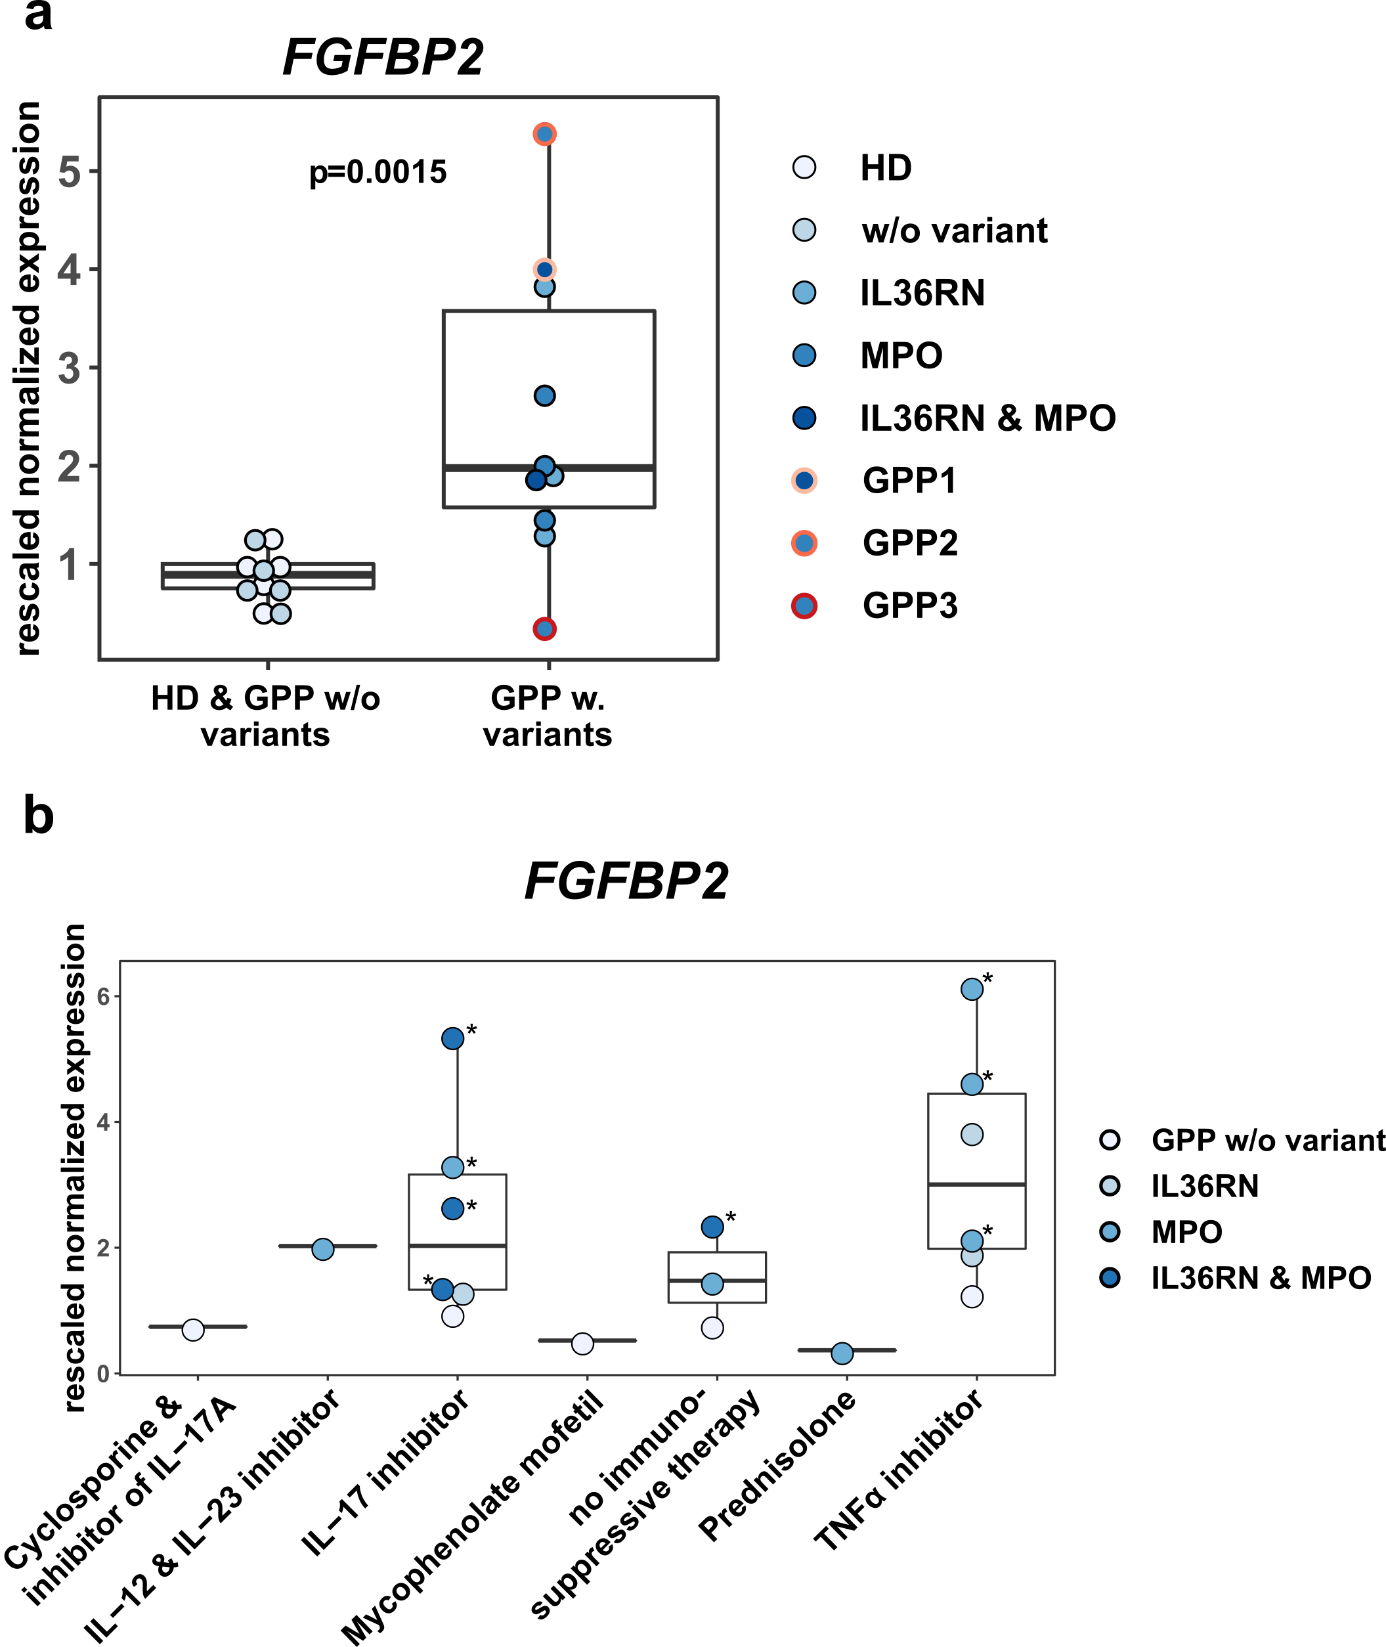 a
FGFBP2
rescaled normalized expression
5
4
3
2
1
p=0.0015
HD & GPP w/o
variants
GPP w.
variants
HD
w/o variant
IL36RN
MPO
IL36RN & MPO
GPP1
GPP2
GPP3
b
FGFBP2
rescaled normalized expression
6
4
2
0
*
*
*
*
*
*
*
*
Cyclosporine &
inhibitor of IL−17A
IL−12 & IL−23 inhibitor
IL−17 inhibitor
Mycophenolate mofetil
no immuno-
suppressive therapy
Prednisolone
TNFα inhibitor
GPP w/o variant
IL36RN
MPO
IL36RN & MPO